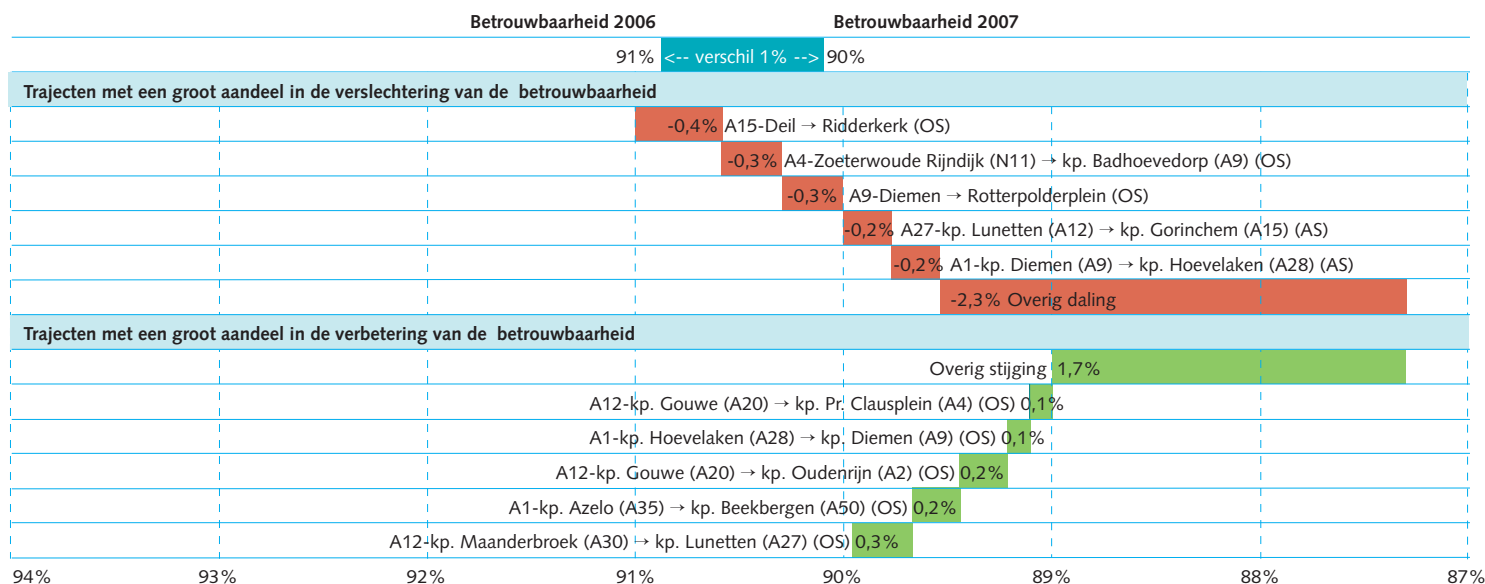 Betrouwbaarheid 2006 Betrouwbaarheid 2007
91% <-- verschil 1% --> 90%
Trajecten met een groot aandeel in de verslechtering van de betrouwbaarheid
-0,4% A15-Deil → Ridderkerk (OS)
-0,3% A4-Zoeterwoude Rijndijk (N11) → kp. Badhoevedorp (A9) (OS)
-0,3% A9-Diemen → Rotterpolderplein (OS)
-0,2% A27-kp. Lunetten (A12) → kp. Gorinchem (A15) (AS)
-0,2% A1-kp. Diemen (A9) → kp. Hoevelaken (A28) (AS)
-2,3% Overig daling
Trajecten met een groot aandeel in de verbetering van de betrouwbaarheid
Overig stijging 1,7%
A12-kp. Gouwe (A20) → kp. Pr. Clausplein (A4) (OS) 0,1%
A1-kp. Hoevelaken (A28) → kp. Diemen (A9) (OS) 0,1%
A12-kp. Gouwe (A20) → kp. Oudenrijn (A2) (OS) 0,2%
A1-kp. Azelo (A35) → kp. Beekbergen (A50) (OS) 0,2%
A12-kp. Maanderbroek (A30) → kp. Lunetten (A27) (OS) 0,3%
94% 93% 92% 91% 90% 89% 88% 87%